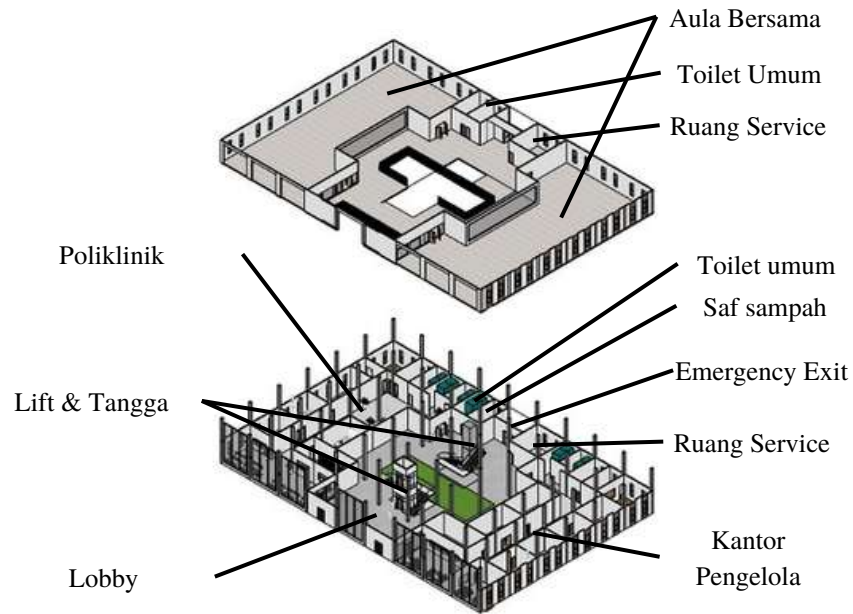 Aula Bersama
Toilet Umum
Ruang Service
Poliklinik
Toilet umum
Saf sampah
Emergency Exit
Lift & Tangga
Ruang Service
Kantor
Pengelola
Lobby